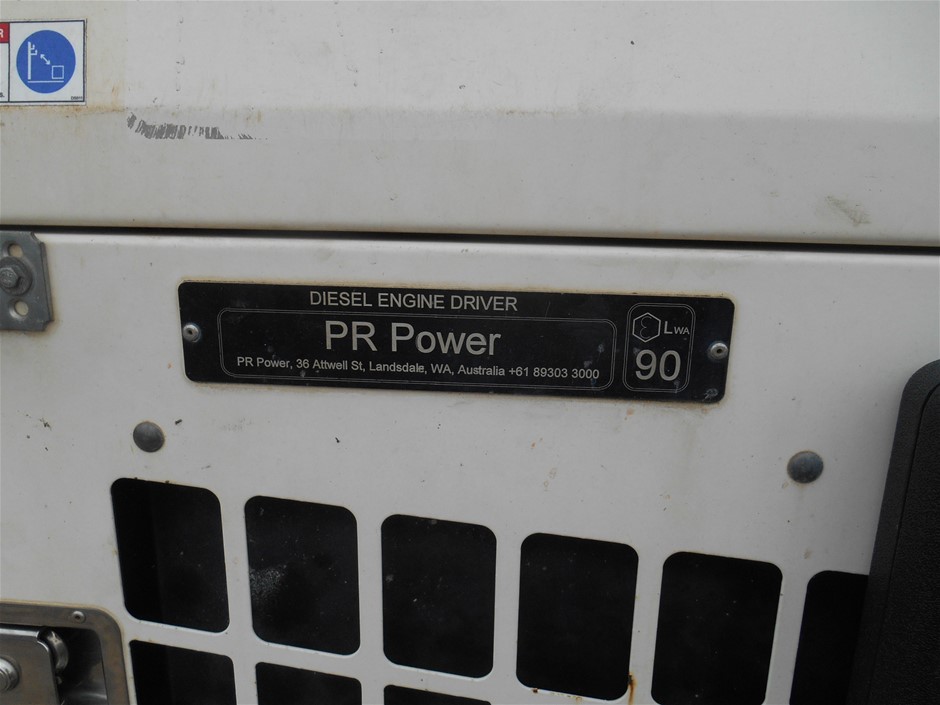 DIESEL ENGINE DRIVER
PR Power
PR Power, 36 Attwell St, Landsdale, WA, Australia +61 89303 3000
LWA
90